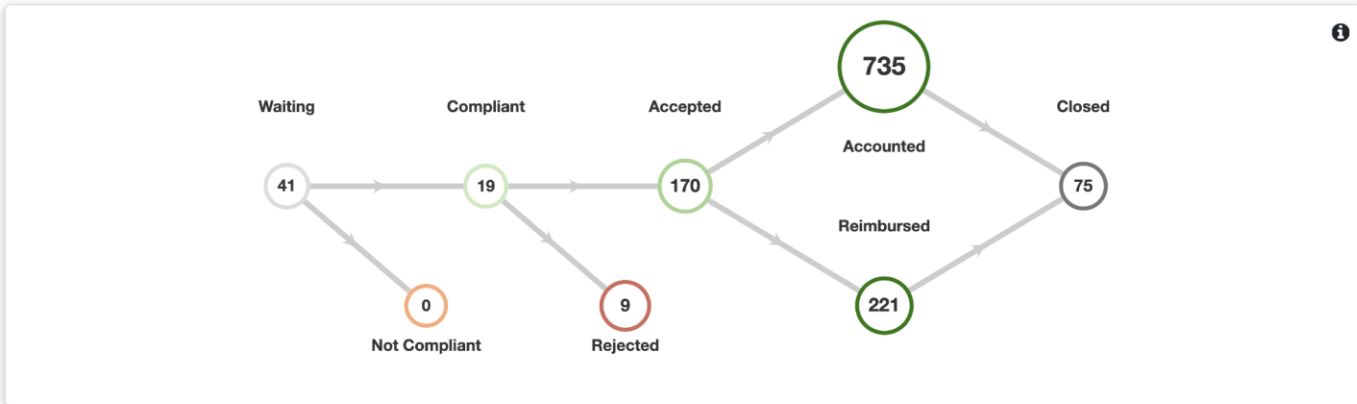 735
Waiting
Compliant
Accepted
Closed
Accounted
41
19
170
75
Reimbursed
0
9
221
Not Compliant
Rejected